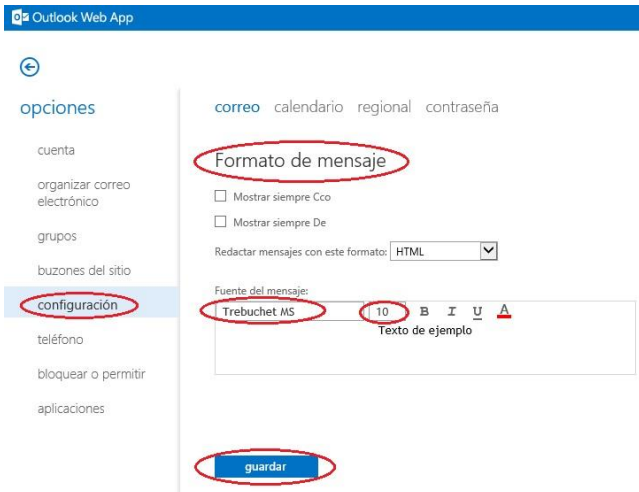 Outlook Web App
opciones
cuenta
organizar correo
electrónico
grupos
buzones del sitio
configuración
teléfono
bloquear o permitir
aplicaciones
correo calendario regional contraseña
Formato de mensaje
Mostrar siempre Cco
Mostrar siempre De
Redactar mensajes con este formato: HTML
Fuente del mensaje:
Trebuchet MS 10 B I U A
Texto de ejemplo
guardar